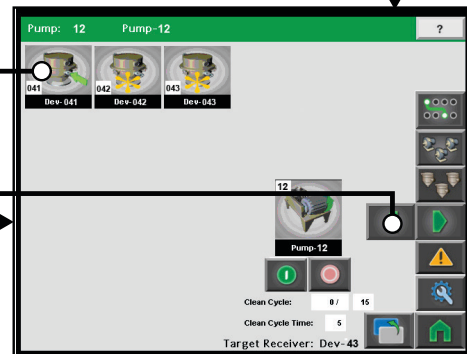 Pump: 12 Pump-12 ?
041 042 043
Dev-041 Dev-042 Dev-043
12
Pump-12
Clean Cycle: 0 / 15
Clean Cycle Time: 5
Target Receiver: Dev-43